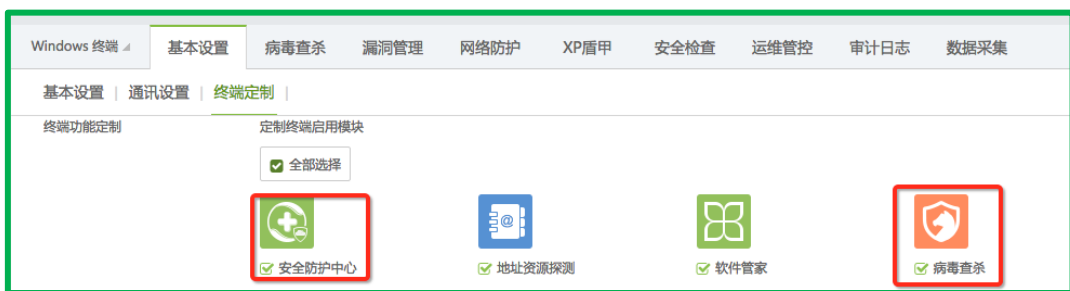 Windows 终端 基本设置 病毒查杀 漏洞管理 网络防护 XP盾甲 安全检查 运维管控 审计日志 数据采集
基本设置 | 通讯设置 | 终端定制 |
终端功能定制 定制终端启用模块
全部选择
安全防护中心 地址资源探测 软件管家 病毒查杀